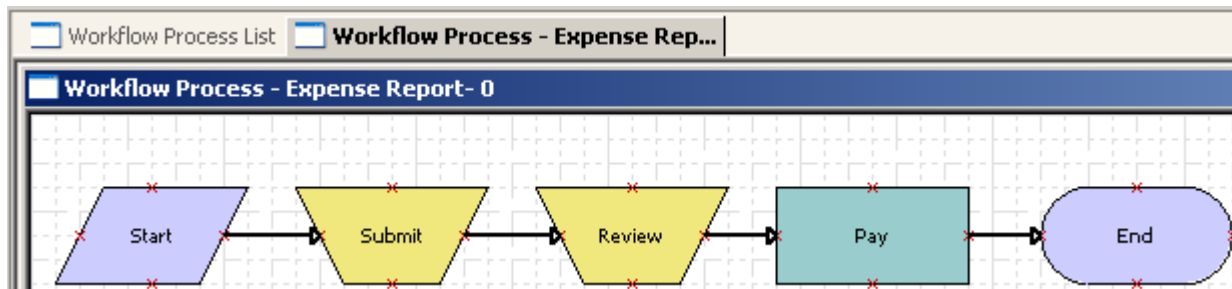 Workflow Process List Workflow Process - Expense Rep...
Workflow Process - Expense Report- 0
Start Submit Review Pay End